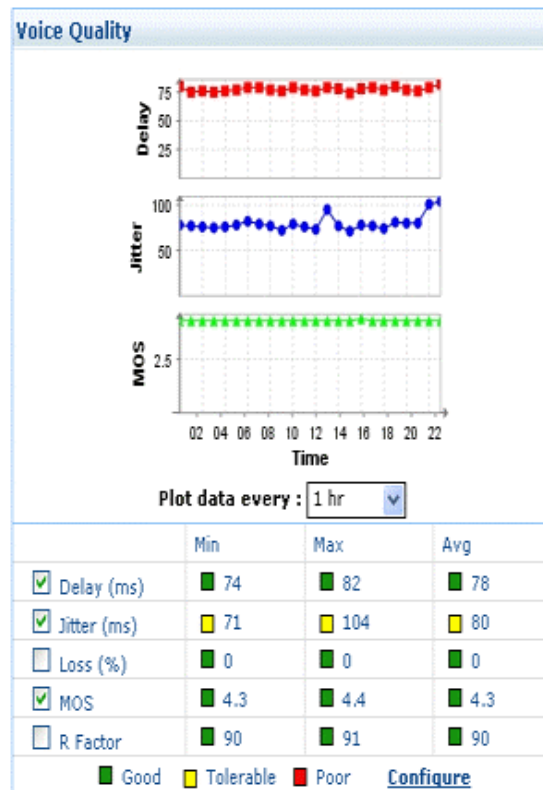 Voice Quality
Delay
75
50
25
Jitter
100
50
MOS
2.5
02 04 06 08 10 12 14 16 18 20 22
Time
Plot data every : 1 hr
Min Max Avg
Delay (ms) 74 82 78
Jitter (ms) 71 104 80
Loss (%) 0 0 0
MOS 4.3 4.4 4.3
R Factor 90 91 90
Good Tolerable Poor Configure